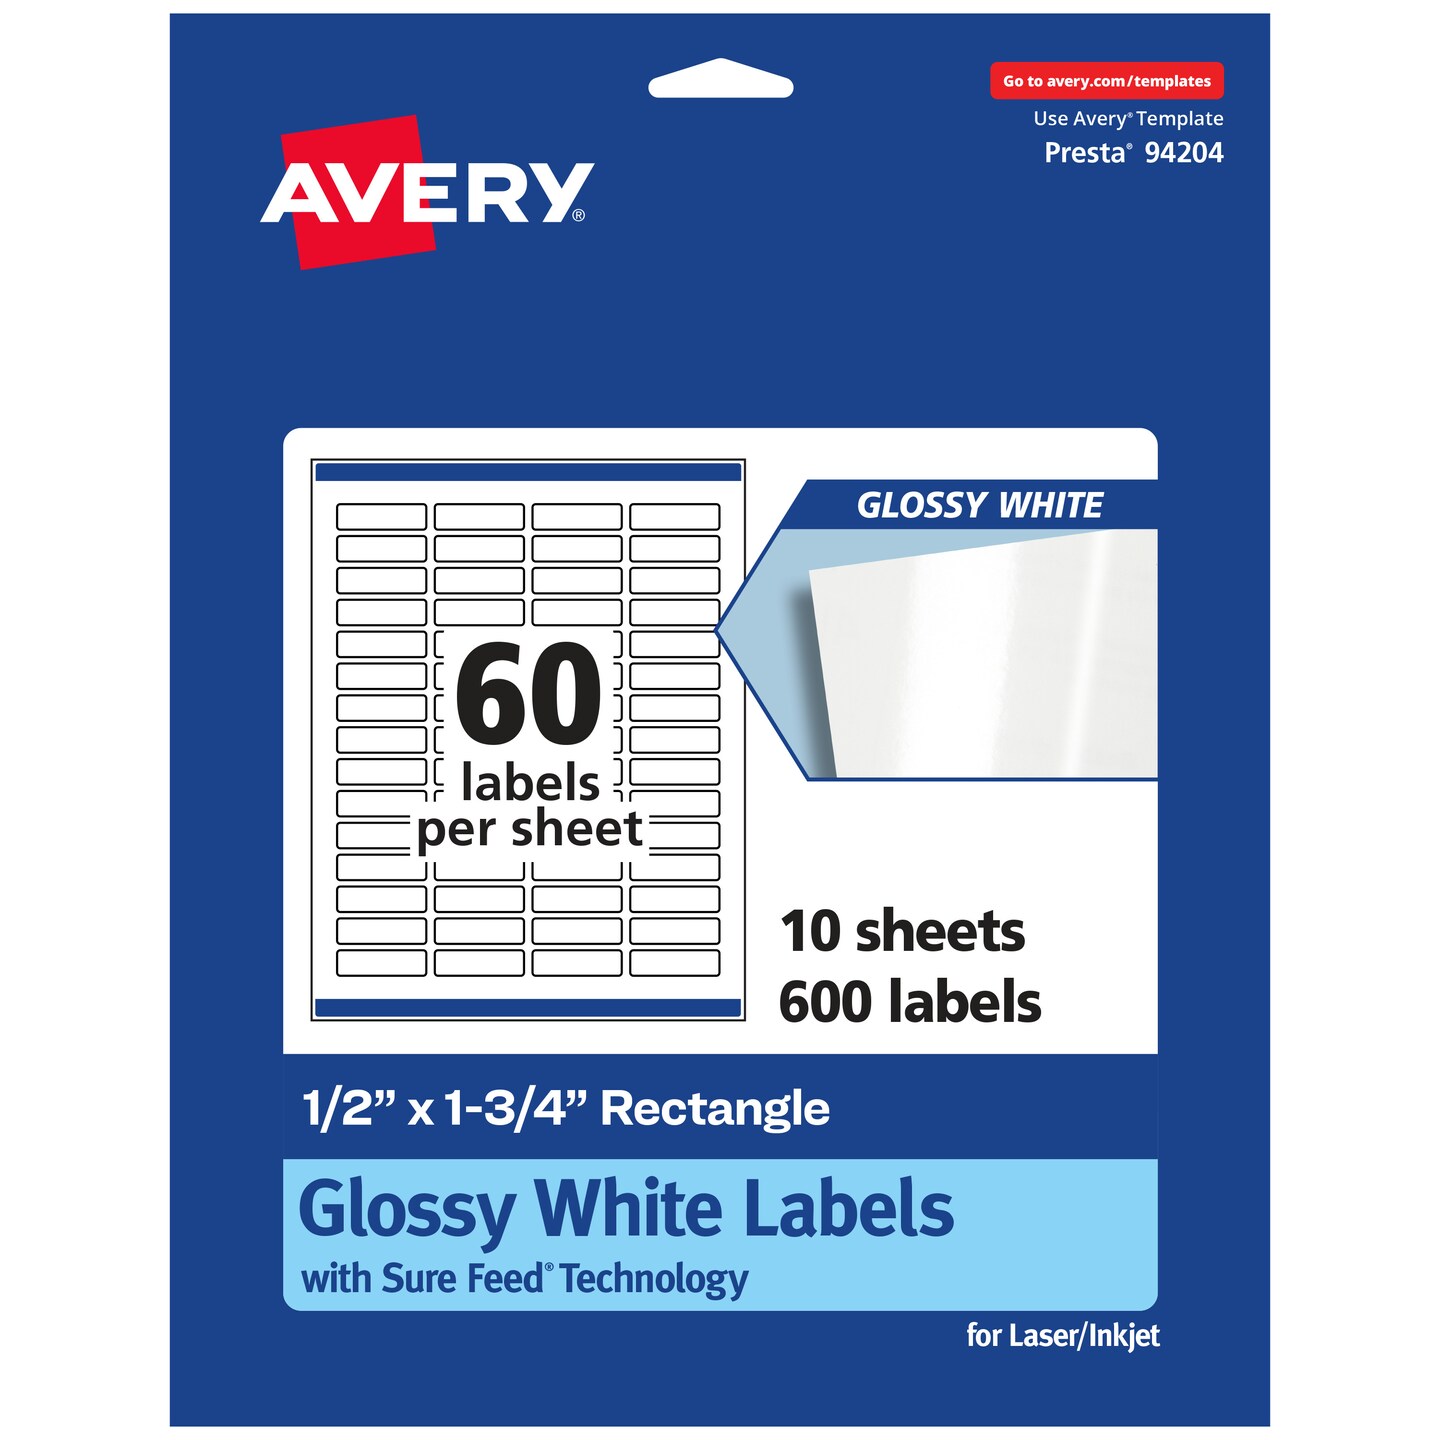 Go to avery.com/templates
Use Avery® Template
Presta® 94204
AVERY®
GLOSSY WHITE
60
labels
per sheet
10 sheets
600 labels
1/2” x 1-3/4” Rectangle
Glossy White Labels
with Sure Feed® Technology
for Laser/Inkjet